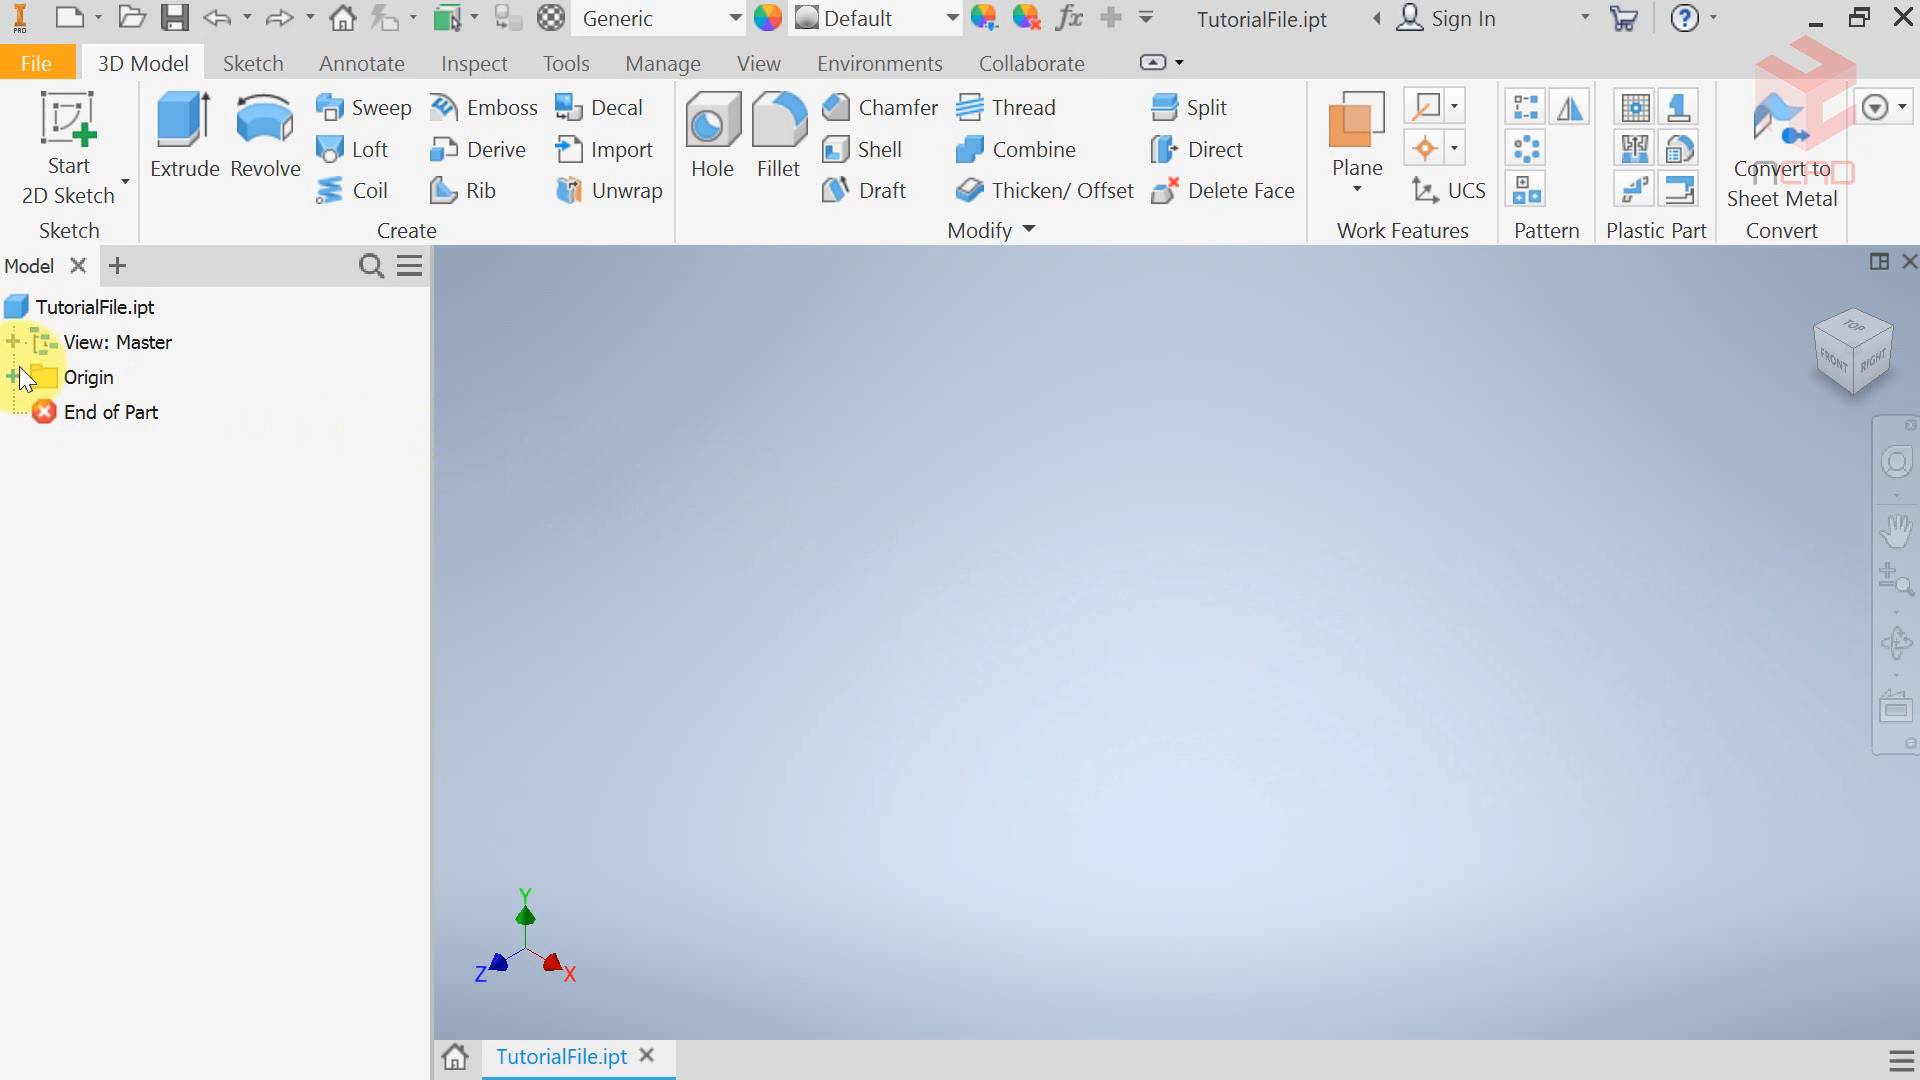 PRO
Generic
Default
fx
TutorialFile.ipt
Sign In
File
3D Model
Sketch
Annotate
Inspect
Tools
Manage
View
Environments
Collaborate
Start
2D Sketch
Extrude
Revolve
Sweep
Loft
Coil
Emboss
Derive
Rib
Decal
Import
Unwrap
Hole
Fillet
Chamfer
Shell
Draft
Thread
Combine
Thicken/ Offset
Split
Direct
Delete Face
Plane
UCS
Convert to
Sheet Metal
MCAD
Sketch
Create
Modify
Work Features
Pattern
Plastic Part
Convert
Model
TutorialFile.ipt
View: Master
Origin
End of Part
TOP
FRONT
RIGHT
Y
Z
X
TutorialFile.ipt